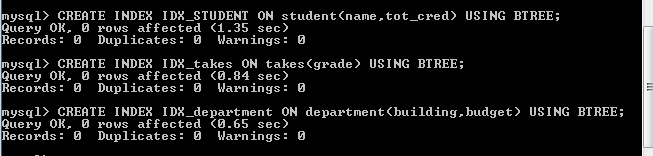 mysql> CREATE INDEX IDX_STUDENT ON student(name,tot_cred) USING BTREE;
Query OK, 0 rows affected (1.35 sec)
Records: 0  Duplicates: 0  Warnings: 0
mysql> CREATE INDEX IDX_takes ON takes(grade) USING BTREE;
Query OK, 0 rows affected (0.84 sec)
Records: 0  Duplicates: 0  Warnings: 0
mysql> CREATE INDEX IDX_department ON department(building,budget) USING BTREE;
Query OK, 0 rows affected (0.65 sec)
Records: 0  Duplicates: 0  Warnings: 0